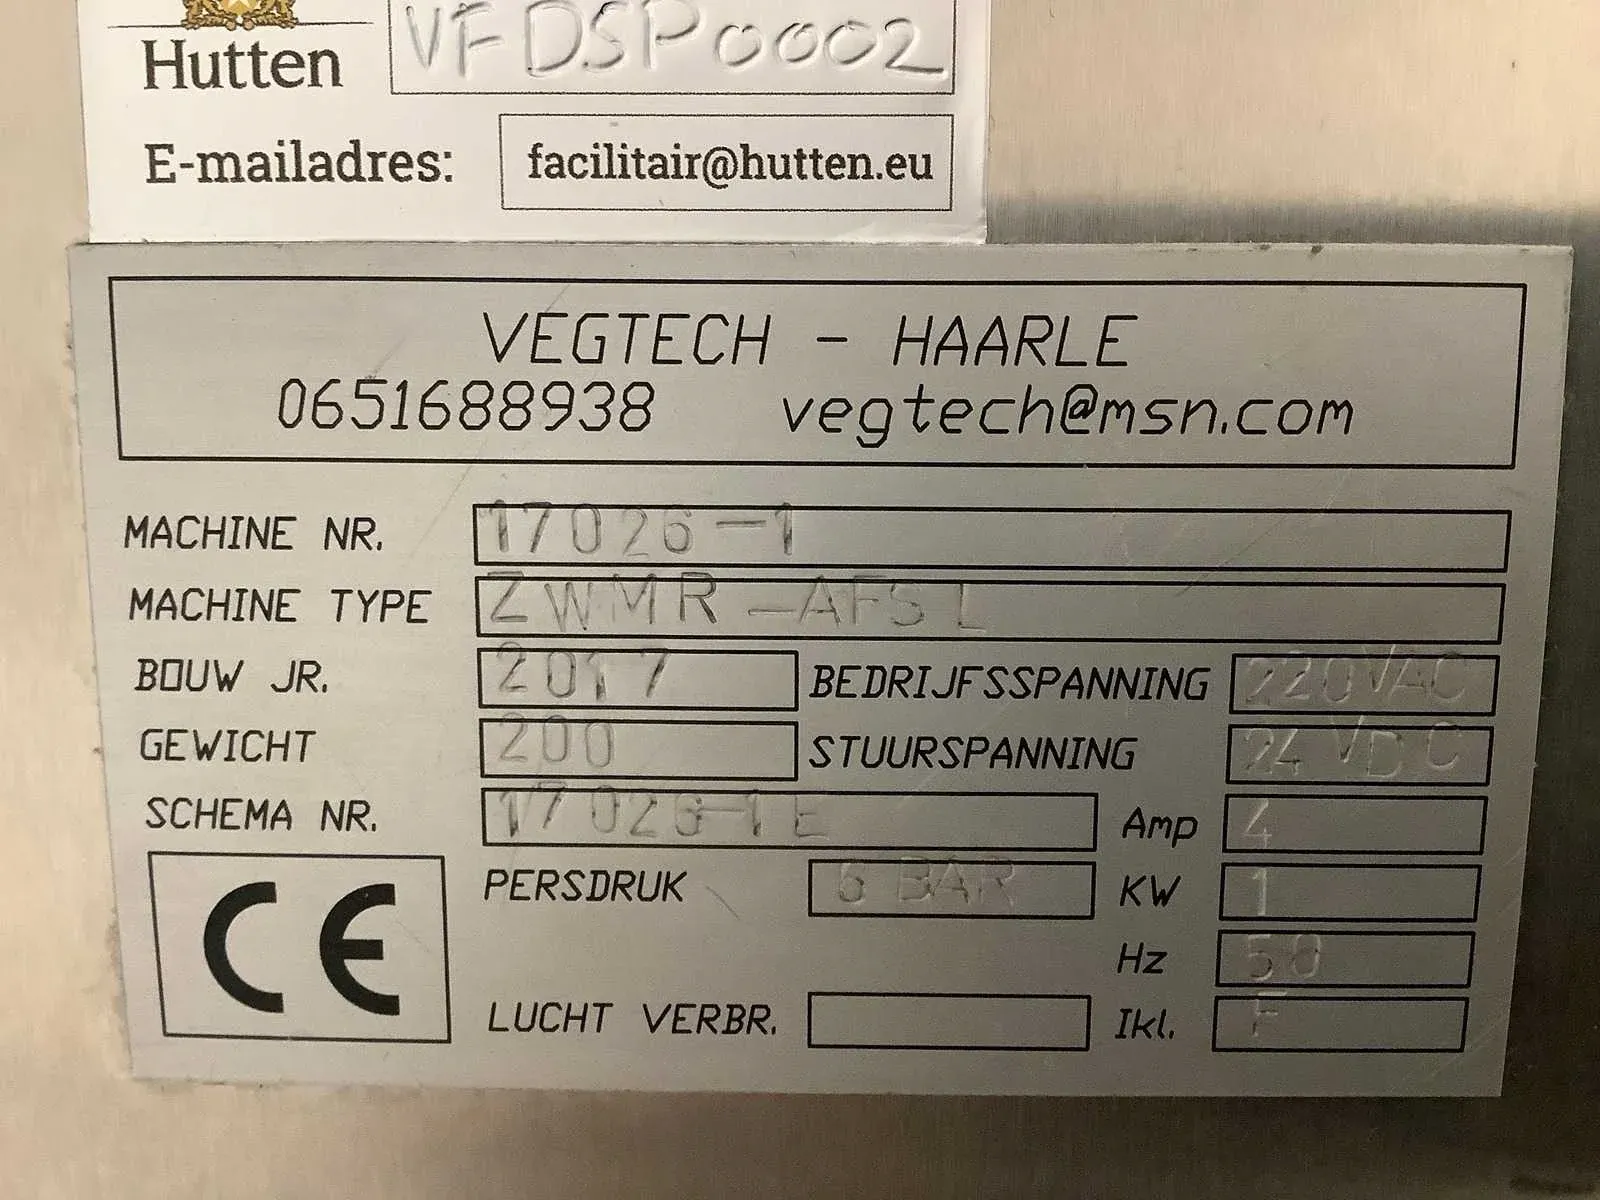 Hutten VFDSP0002
E-mailadres: facilitair@hutten.eu
VEGTECH - HAARLE
0651688938 vegtech@msn.com
MACHINE NR. 17026-1
MACHINE TYPE ZWMR-AFSL
BOUW JR. 2017 BEDRIJFSSPANNING 220VAC
GEWICHT 200 STUURSPANNING 24 VDC
SCHEMA NR. 17026-1E Amp 4
CE PERSDRUK 6 BAR KW 1
Hz 50
LUCHT VERBR. Ikl. F